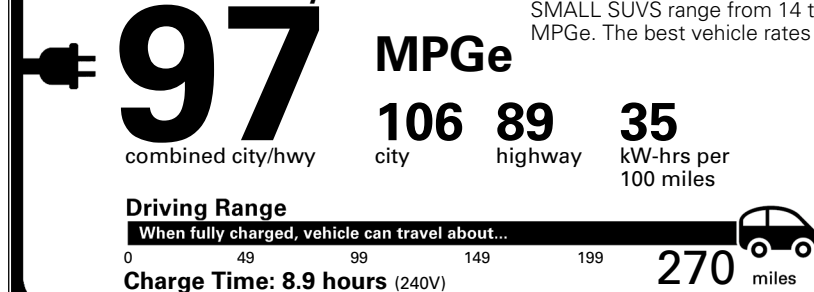 SMALL SUVS range from 14 t
MPGe. The best vehicle rates
97
MPGe
106 89 35
combined city/hwy city highway kW-hrs per
100 miles
Driving Range
When fully charged, vehicle can travel about...
0 49 99 149 199 270 miles
Charge Time: 8.9 hours (240V)